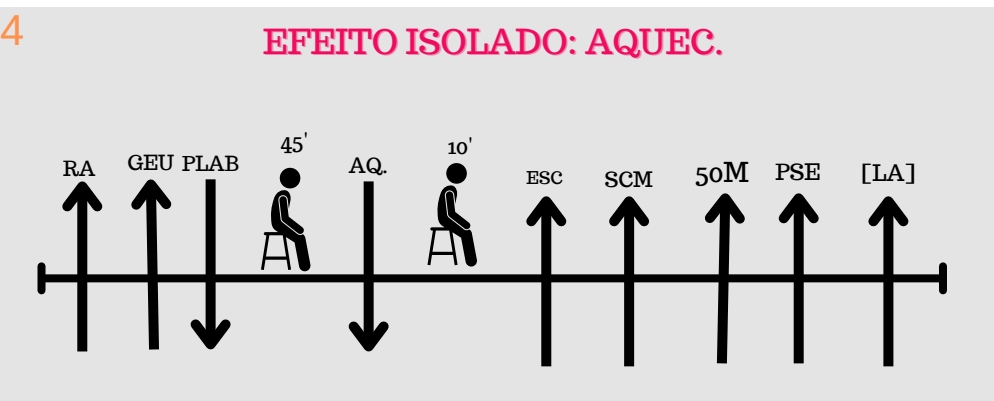 4
EFEITO ISOLADO: AQUEC.
RA GEU PLAB 45' AQ. 10' ESC SCM 50M PSE [LA]